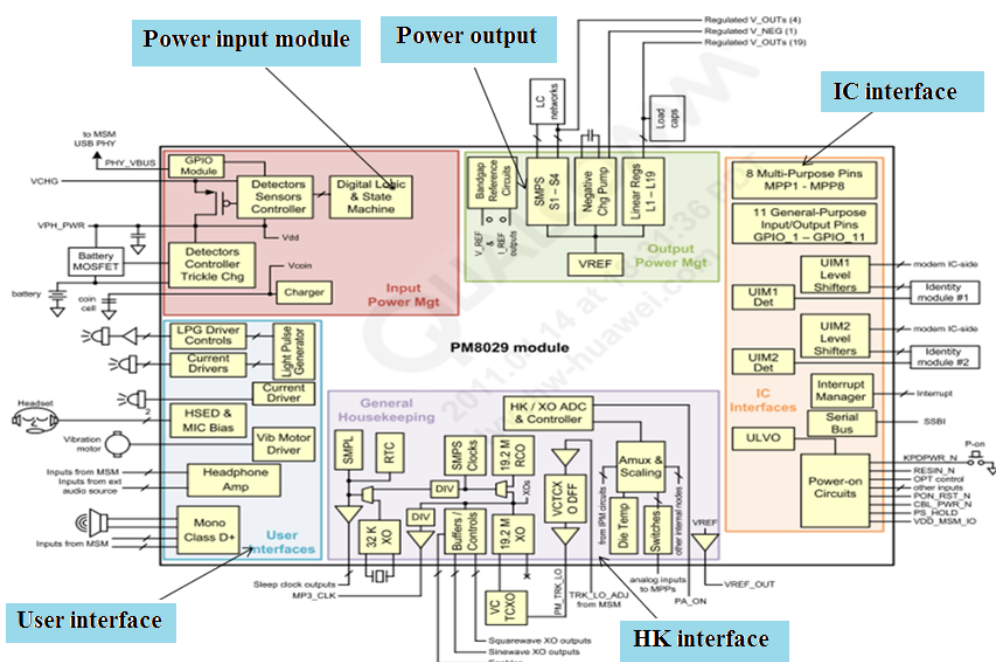 Power input module
Power output
Regulated V_OUTs (4)
Regulated V_NEG (1)
Regulated V_OUTs (19)
IC interface
LC
networks
Load
caps
to MSM
USB PHY
PHY_VBUS
VCHG
VPH_PWR
GPIO
Module
Detectors
Sensors
Controller
Digital Logic
& State
Machine
Vdd
Battery
MOSFET
Detectors
Controller
Trickle Chg
Vcoin
Charger
battery
coin
cell
Input
Power Mgt
Bandgap
Reference
Circuits
V_REF
&
I_REF
outputs
SMPS
S1 – S4
Negative
Chg Pump
Linear Regs
L1 – L19
VREF
Output
Power Mgt
8 Multi-Purpose Pins
MPP1 - MPP8
11 General-Purpose
Input/Output Pins
GPIO_1 – GPIO_11
UIM1
Level
Shifters
UIM1
Det
modem IC-side
Identity
module #1
UIM2
Level
Shifters
UIM2
Det
modem IC-side
Identity
module #2
Interrupt
Manager
Interrupt
IC
Interfaces
Serial
Bus
SSBI
ULVO
Power-on
Circuits
P-on
KPDPWR_N
RESIN_N
OPT control
other inputs
PON_RST_N
CBL_PWR_N
PS_HOLD
VDD_MSM_IO
PM8029 module
LPG Driver
Controls
Current
Drivers
Light Pulse
Generator
Current
Driver
Headset
2
HSED &
MIC Bias
Vibration
motor
Vib Motor
Driver
Inputs from MSM
Inputs from ext
audio source
Headphone
Amp
Mono
Class D+
Inputs from MSM
User
Interfaces
General
Housekeeping
HK / XO ADC
& Controller
SMPL
RTC
SMPS
Clocks
19.2 M
RCO
DIV
XOs
DIV
32 K
XO
Buffers /
Controls
19.2 M
XO
VCTCX
O DFF
Amux &
Scaling
from IPM circuits
Die Temp
Switches
other internal nodes
VREF
analog inputs
to MPPs
VREF_OUT
PA_ON
TRK_LO_ADJ
from MSM
PM_TRK_LO
VC
TCXO
Sleep clock outputs
MP3_CLK
Squarewave XO outputs
Sinewave XO outputs
User interface
HK interface
QUALCOMM